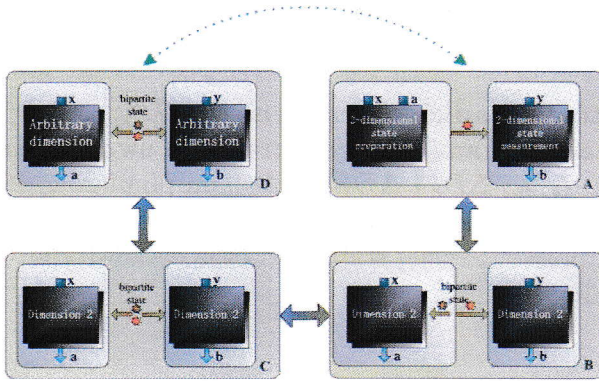 x
bipartite
state
y
Arbitrary
dimension
Arbitrary
dimension
a
b
D
x
a
y
2-dimensional
state
preparation
2-dimensional
state
measurement
b
A
x
bipartite
state
y
Dimension 2
Dimension 2
a
b
C
x
bipartite
state
y
Dimension 2
Dimension 2
a
b
B